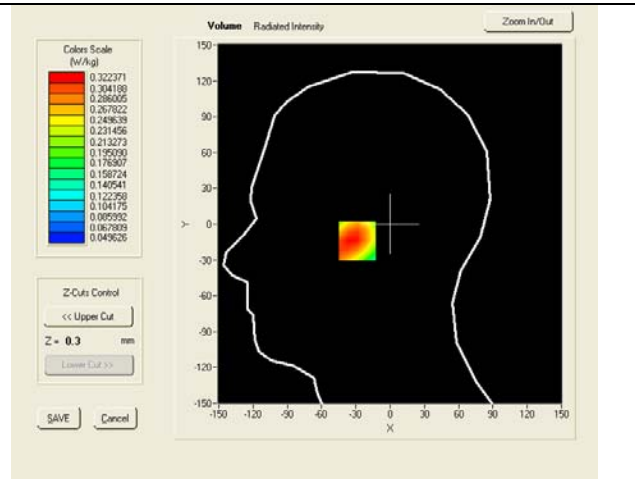 Volume Radiated Intensity
Zoom In/Out
Colors Scale
(W/kg)
0.322371
0.304188
0.286005
0.267822
0.249639
0.231456
0.213273
0.195090
0.176907
0.158724
0.140541
0.122358
0.104175
0.085992
0.067809
0.049626
Z-Cuts Control
<< Upper Cut
Z = 0.3 mm
Lower Cut >>
SAVE Cancel
150
120
90
60
30
0
-30
-60
-90
-120
-150
Y
-150 -120 -90 -60 -30 0 30 60 90 120 150
X